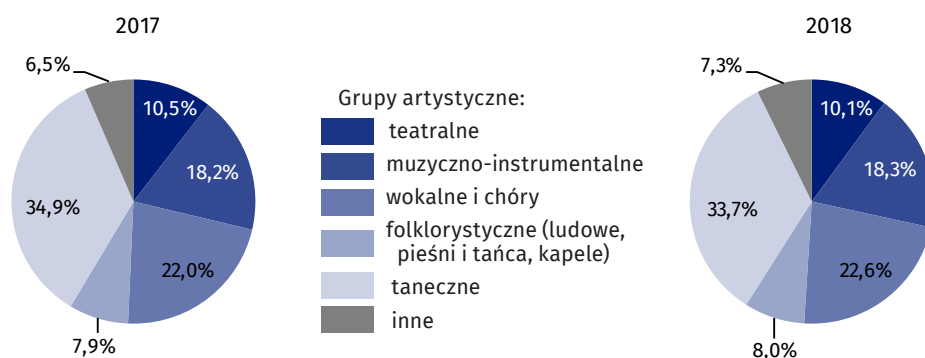 2017
6,5%
10,5%
18,2%
34,9%
22,0%
7,9%
Grupy artystyczne:
teatralne
muzyczno-instrumentalne
wokalne i chóry
folklorystyczne (ludowe,
pieśni i tańca, kapele)
taneczne
inne
2018
7,3%
10,1%
18,3%
33,7%
22,6%
8,0%